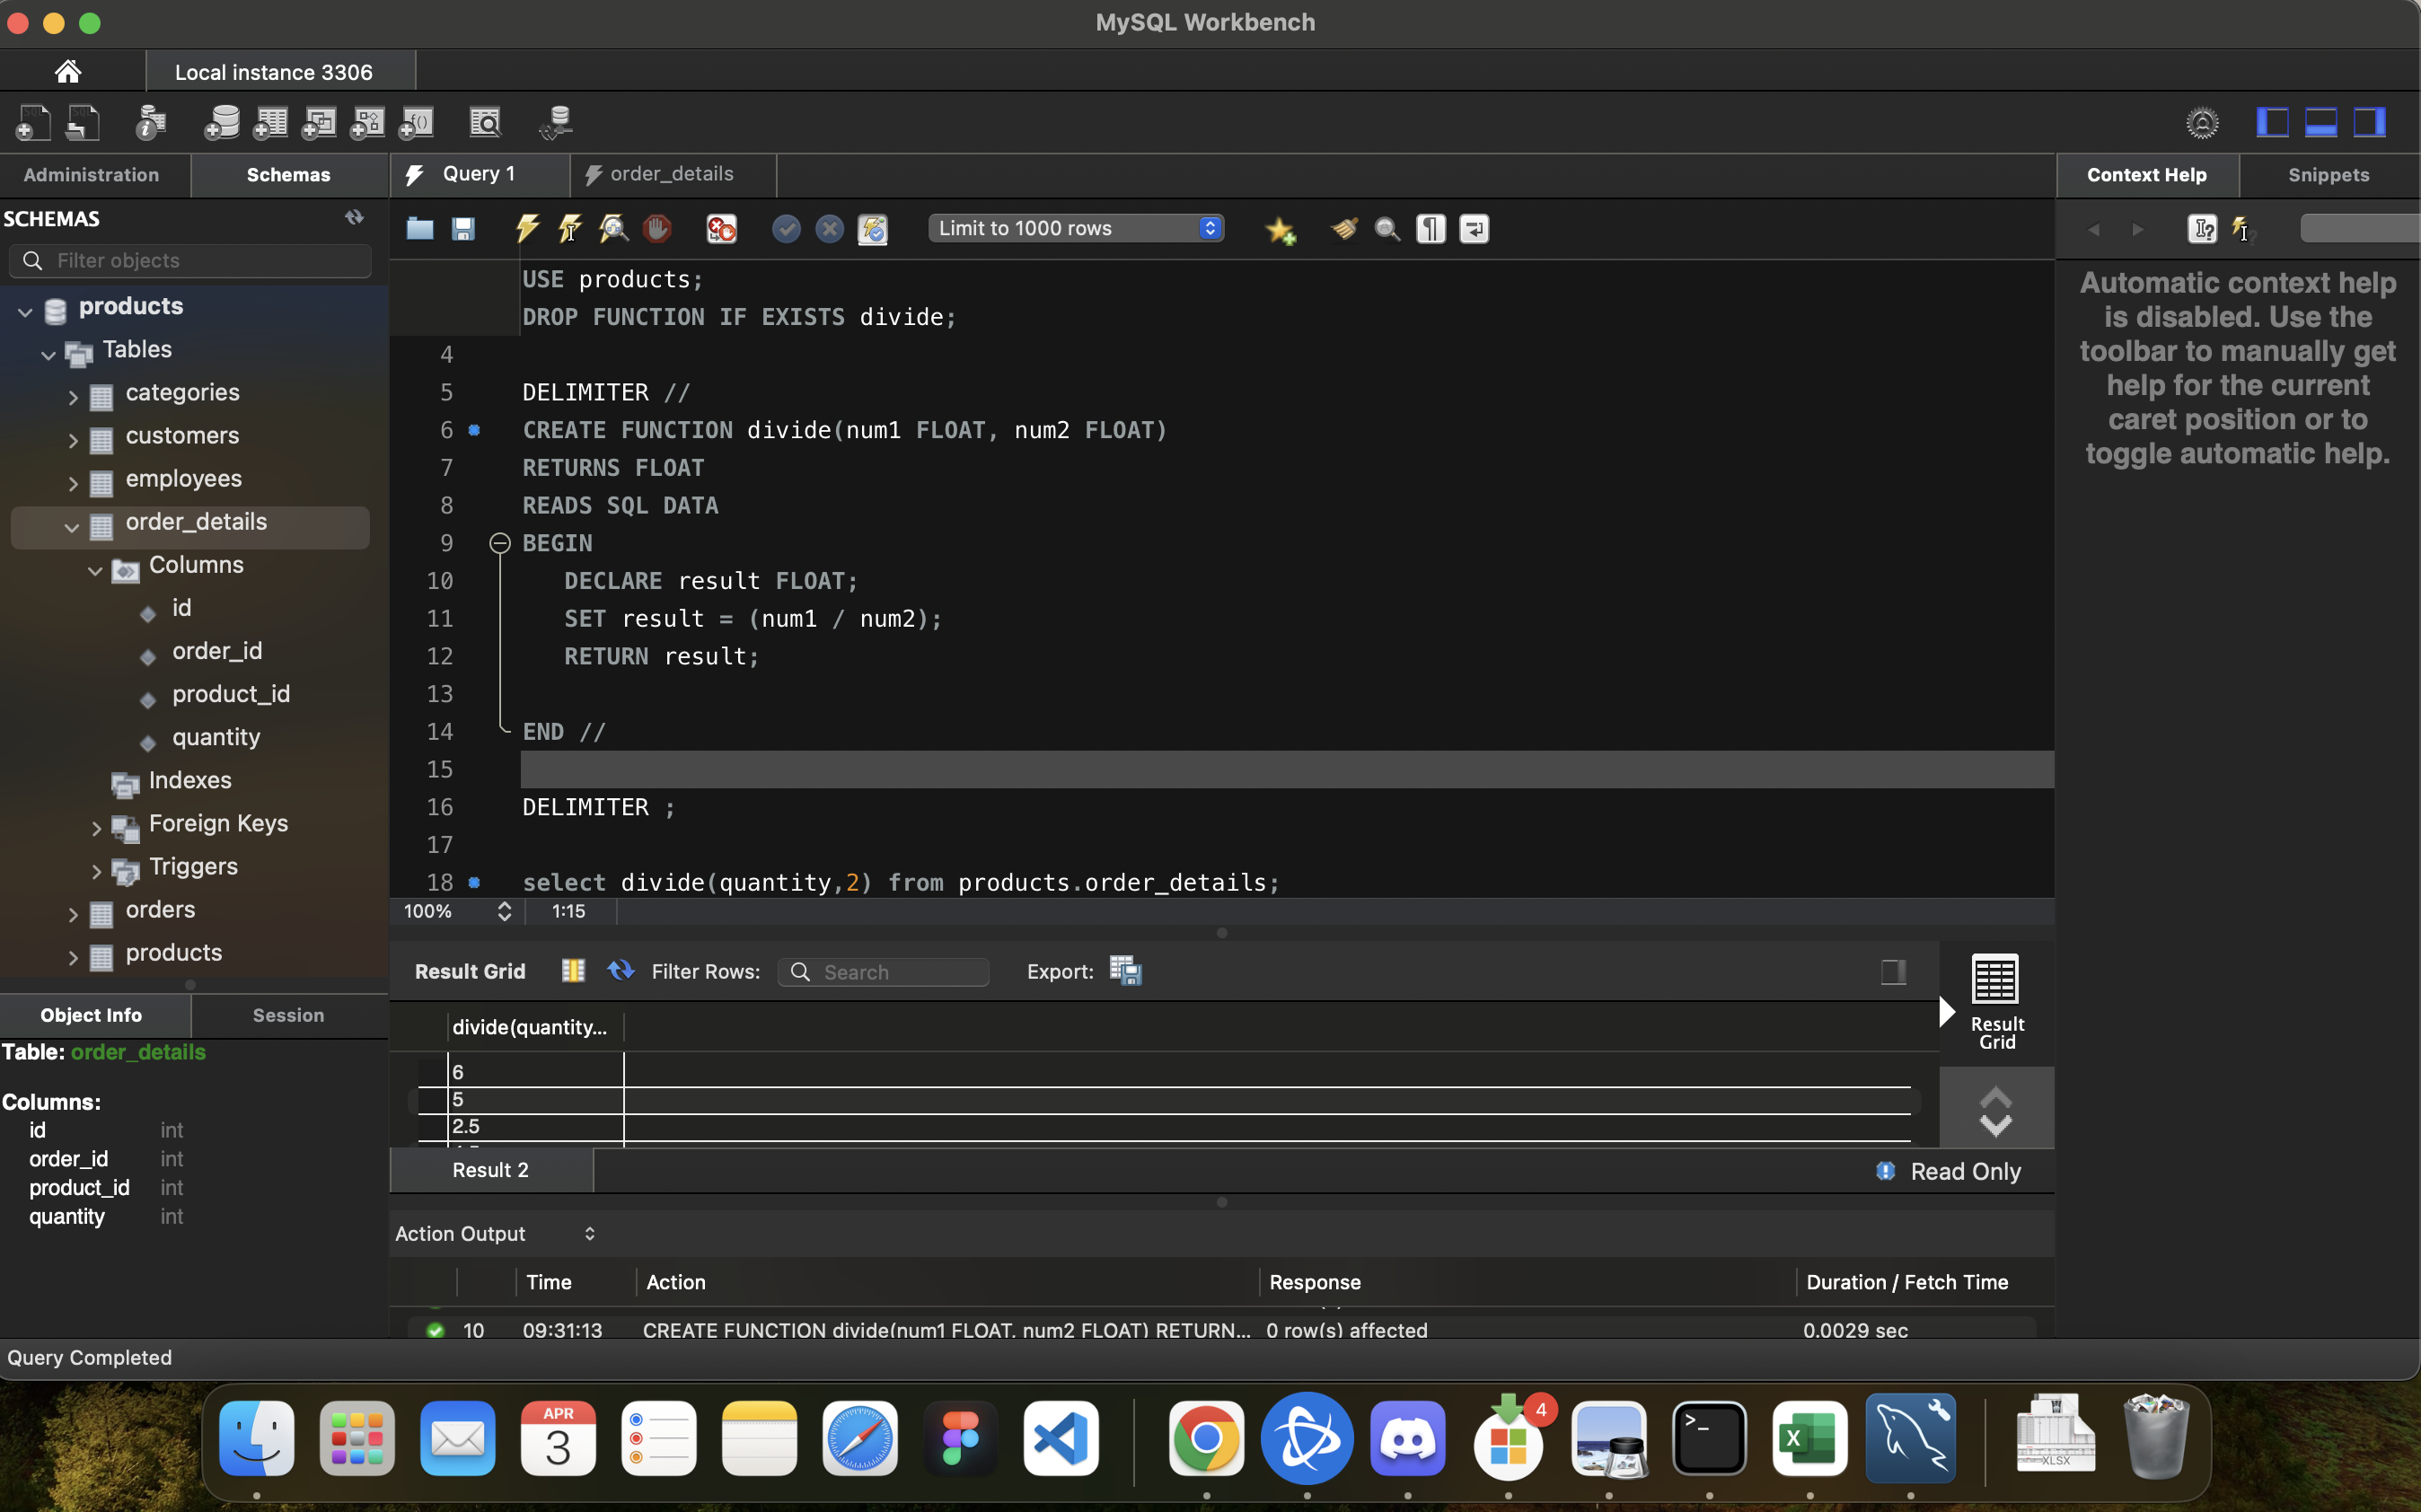 MySQL Workbench
Local instance 3306
Administration
Schemas
SCHEMAS
Filter objects
products
Tables
categories
customers
employees
order_details
Columns
id
order_id
product_id
quantity
Indexes
Foreign Keys
Triggers
orders
products
Object Info
Session
Table: order_details
Columns:
id int
order_id int
product_id int
quantity int
Query 1
order_details
Limit to 1000 rows
USE products;
DROP FUNCTION IF EXISTS divide;
4
5 DELIMITER //
6 CREATE FUNCTION divide(num1 FLOAT, num2 FLOAT)
7 RETURNS FLOAT
8 READS SQL DATA
9 BEGIN
10 DECLARE result FLOAT;
11 SET result = (num1 / num2);
12 RETURN result;
13
14 END //
15
16 DELIMITER ;
17
18 select divide(quantity,2) from products.order_details;
100% 1:15
Result Grid
Filter Rows:
Search
Export:
divide(quantity...
6
5
2.5
Result Grid
Result 2
Read Only
Action Output
Time Action Response Duration / Fetch Time
10 09:31:13 CREATE FUNCTION divide(num1 FLOAT, num2 FLOAT) RETURN... 0 row(s) affected 0.0029 sec
Query Completed
Context Help
Snippets
Automatic context help
is disabled. Use the
toolbar to manually get
help for the current
caret position or to
toggle automatic help.
APR
3
4
X
XLSX